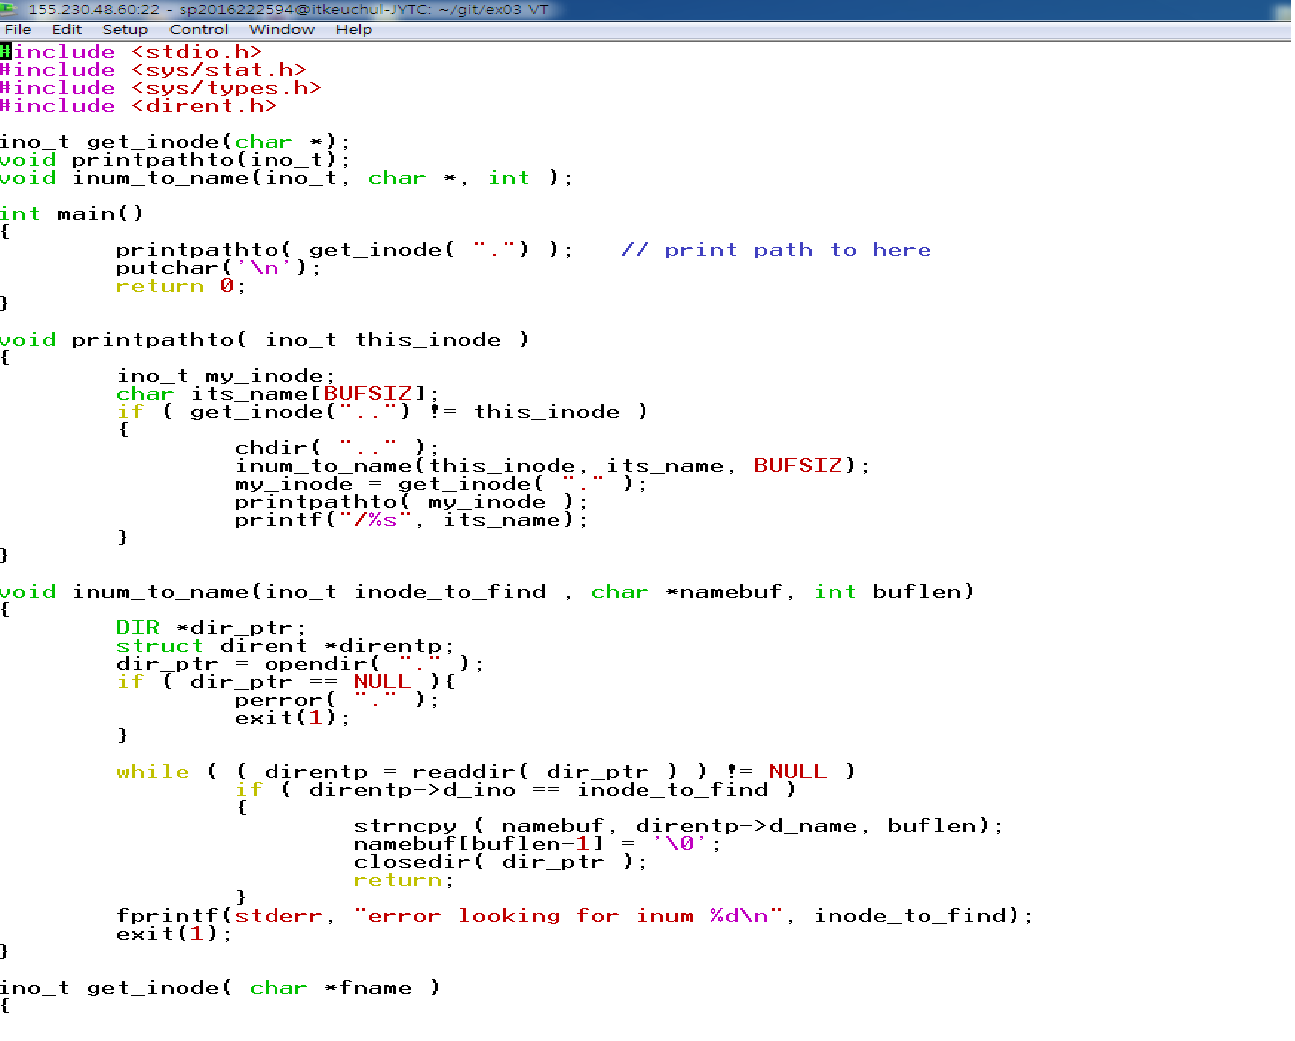 155.230.48.60:22 - sp2016222594@itkeuchul-JYTC: ~/git/ex03 VT
File Edit Setup Control Window Help
#include <stdio.h>
#include <sys/stat.h>
#include <sys/types.h>
#include <dirent.h>

ino_t get_inode(char *);
void printpathto(ino_t);
void inum_to_name(ino_t, char *, int );

int main()
{
        printpathto( get_inode( ".") );   // print path to here
        putchar('\n');
        return 0;
}

void printpathto( ino_t this_inode )
{
        ino_t my_inode;
        char its_name[BUFSIZ];
        if ( get_inode("..") != this_inode )
        {
                chdir( ".." );
                inum_to_name(this_inode, its_name, BUFSIZ);
                my_inode = get_inode( "." );
                printpathto( my_inode );
                printf("/%s", its_name);
        }
}

void inum_to_name(ino_t inode_to_find , char *namebuf, int buflen)
{
        DIR *dir_ptr;
        struct dirent *direntp;
        dir_ptr = opendir( "." );
        if ( dir_ptr == NULL ){
                perror( "." );
                exit(1);
        }

        while ( ( direntp = readdir( dir_ptr ) ) != NULL )
                if ( direntp->d_ino == inode_to_find )
                {
                        strncpy ( namebuf, direntp->d_name, buflen);
                        namebuf[buflen-1] = '\0';
                        closedir( dir_ptr );
                        return;
                }
        fprintf(stderr, "error looking for inum %d\n", inode_to_find);
        exit(1);
}

ino_t get_inode( char *fname )
{